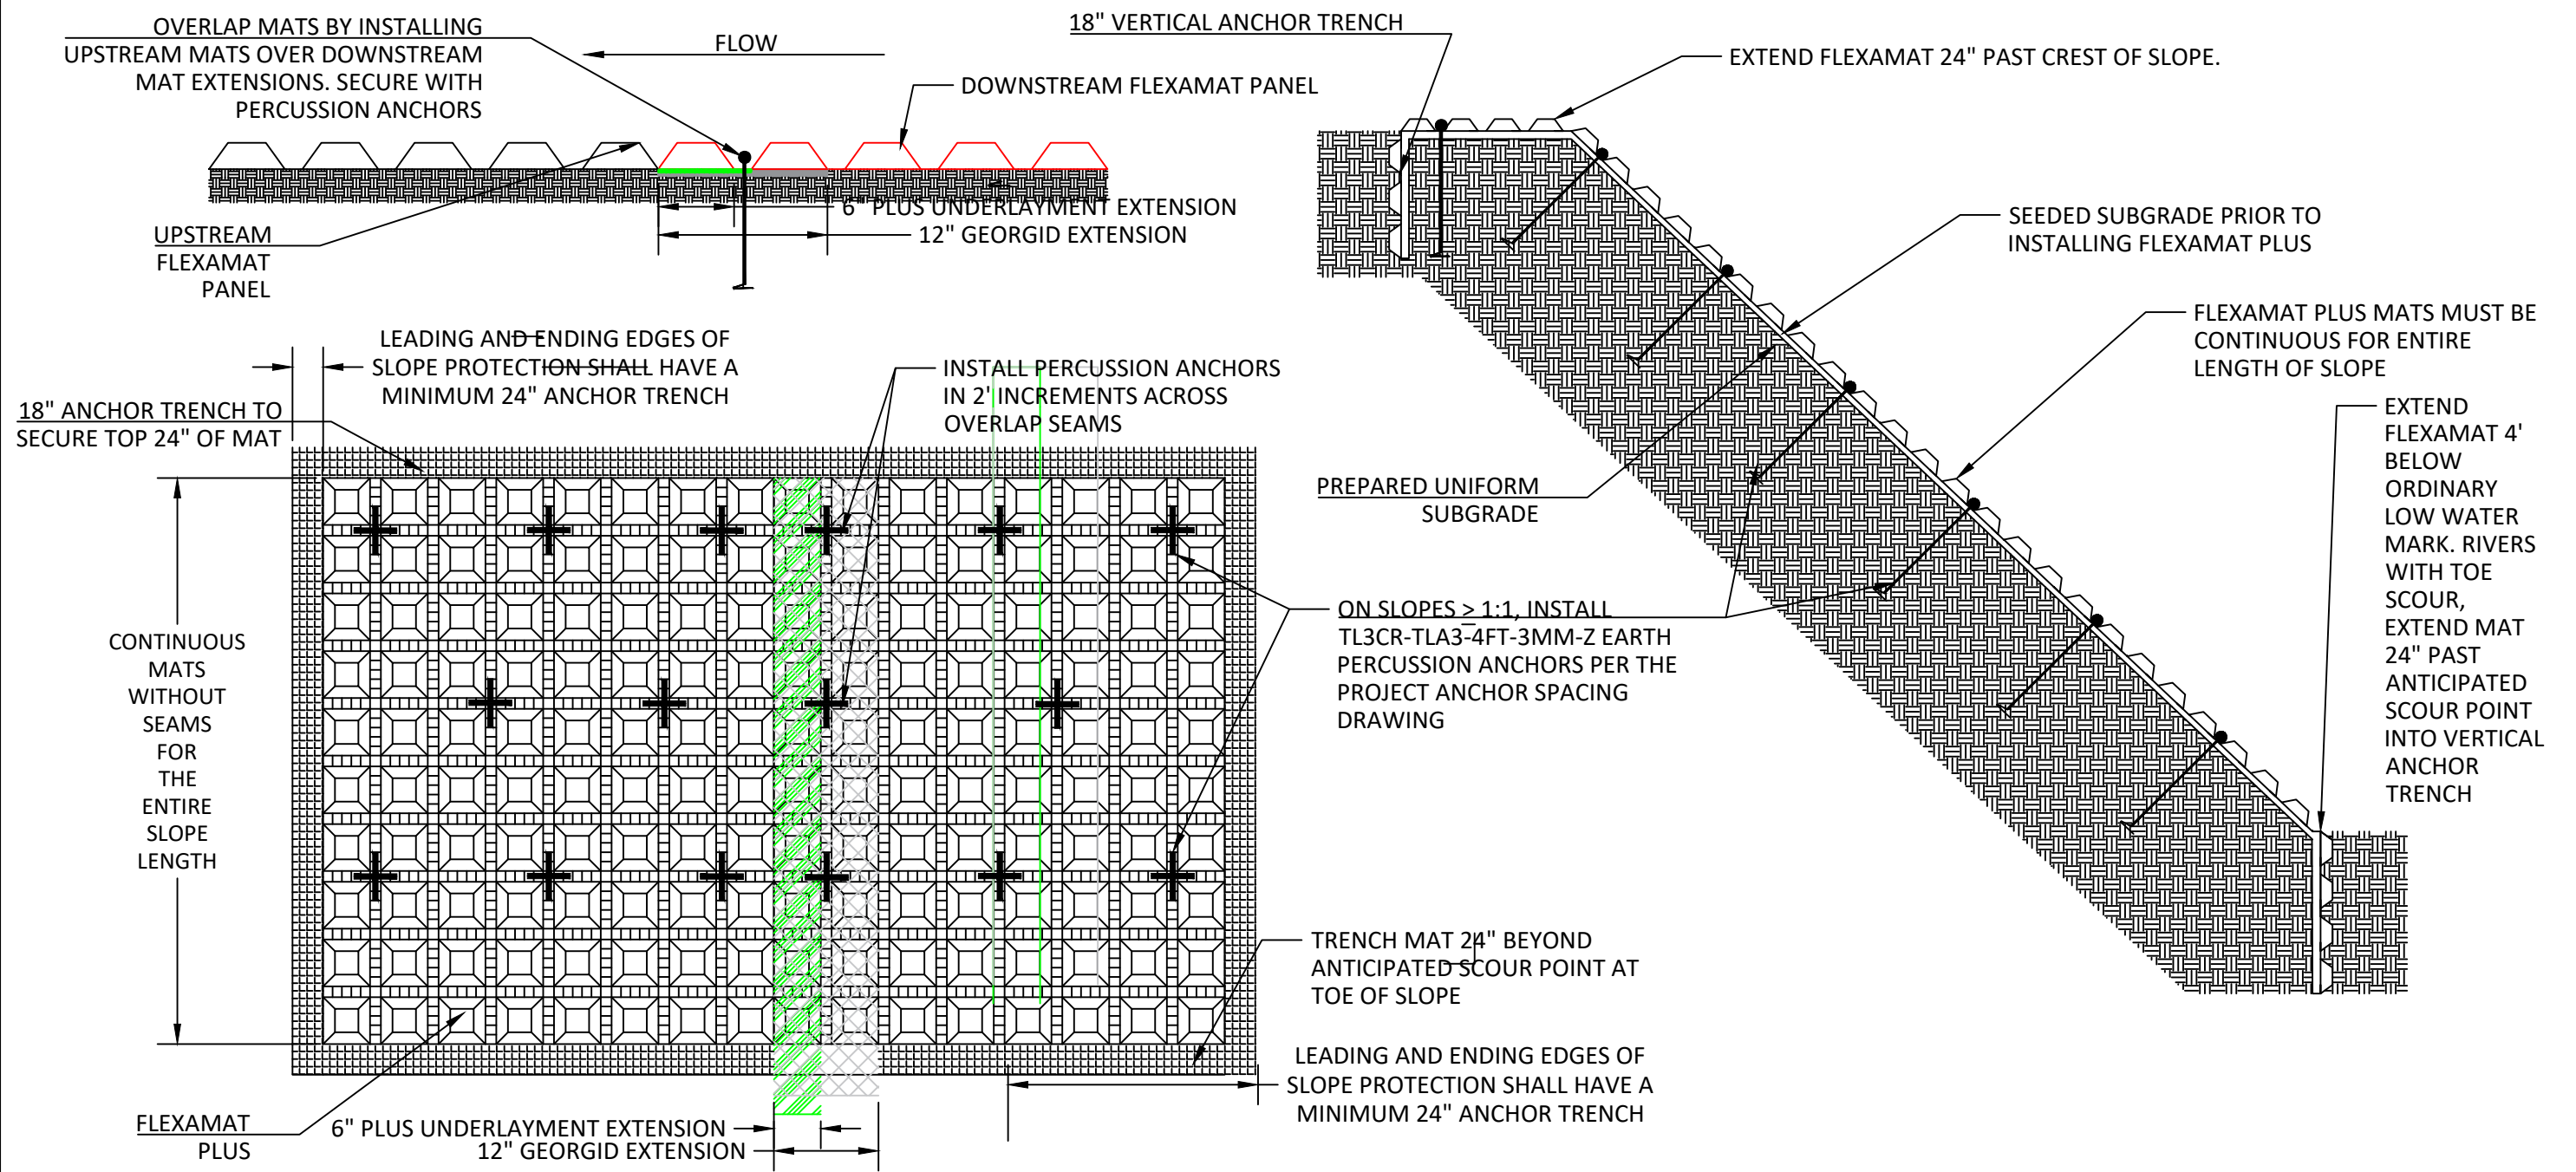 OVERLAP MATS BY INSTALLING
UPSTREAM MATS OVER DOWNSTREAM
MAT EXTENSIONS. SECURE WITH
PERCUSSION ANCHORS
FLOW
DOWNSTREAM FLEXAMAT PANEL
UPSTREAM
FLEXAMAT
PANEL
6" PLUS UNDERLAYMENT EXTENSION
12" GEORGID EXTENSION
18" VERTICAL ANCHOR TRENCH
EXTEND FLEXAMAT 24" PAST CREST OF SLOPE.
SEEDED SUBGRADE PRIOR TO
INSTALLING FLEXAMAT PLUS
FLEXAMAT PLUS MATS MUST BE
CONTINUOUS FOR ENTIRE
LENGTH OF SLOPE
EXTEND
FLEXAMAT 4'
BELOW
ORDINARY
LOW WATER
MARK. RIVERS
WITH TOE
SCOUR,
EXTEND MAT
24" PAST
ANTICIPATED
SCOUR POINT
INTO VERTICAL
ANCHOR
TRENCH
PREPARED UNIFORM
SUBGRADE
LEADING AND ENDING EDGES OF
SLOPE PROTECTION SHALL HAVE A
MINIMUM 24" ANCHOR TRENCH
18" ANCHOR TRENCH TO
SECURE TOP 24" OF MAT
INSTALL PERCUSSION ANCHORS
IN 2' INCREMENTS ACROSS
OVERLAP SEAMS
CONTINUOUS
MATS
WITHOUT
SEAMS
FOR
THE
ENTIRE
SLOPE
LENGTH
ON SLOPES ≥ 1:1, INSTALL
TL3CR-TLA3-4FT-3MM-Z EARTH
PERCUSSION ANCHORS PER THE
PROJECT ANCHOR SPACING
DRAWING
TRENCH MAT 24" BEYOND
ANTICIPATED SCOUR POINT AT
TOE OF SLOPE
LEADING AND ENDING EDGES OF
SLOPE PROTECTION SHALL HAVE A
MINIMUM 24" ANCHOR TRENCH
FLEXAMAT
PLUS
6" PLUS UNDERLAYMENT EXTENSION
12" GEORGID EXTENSION